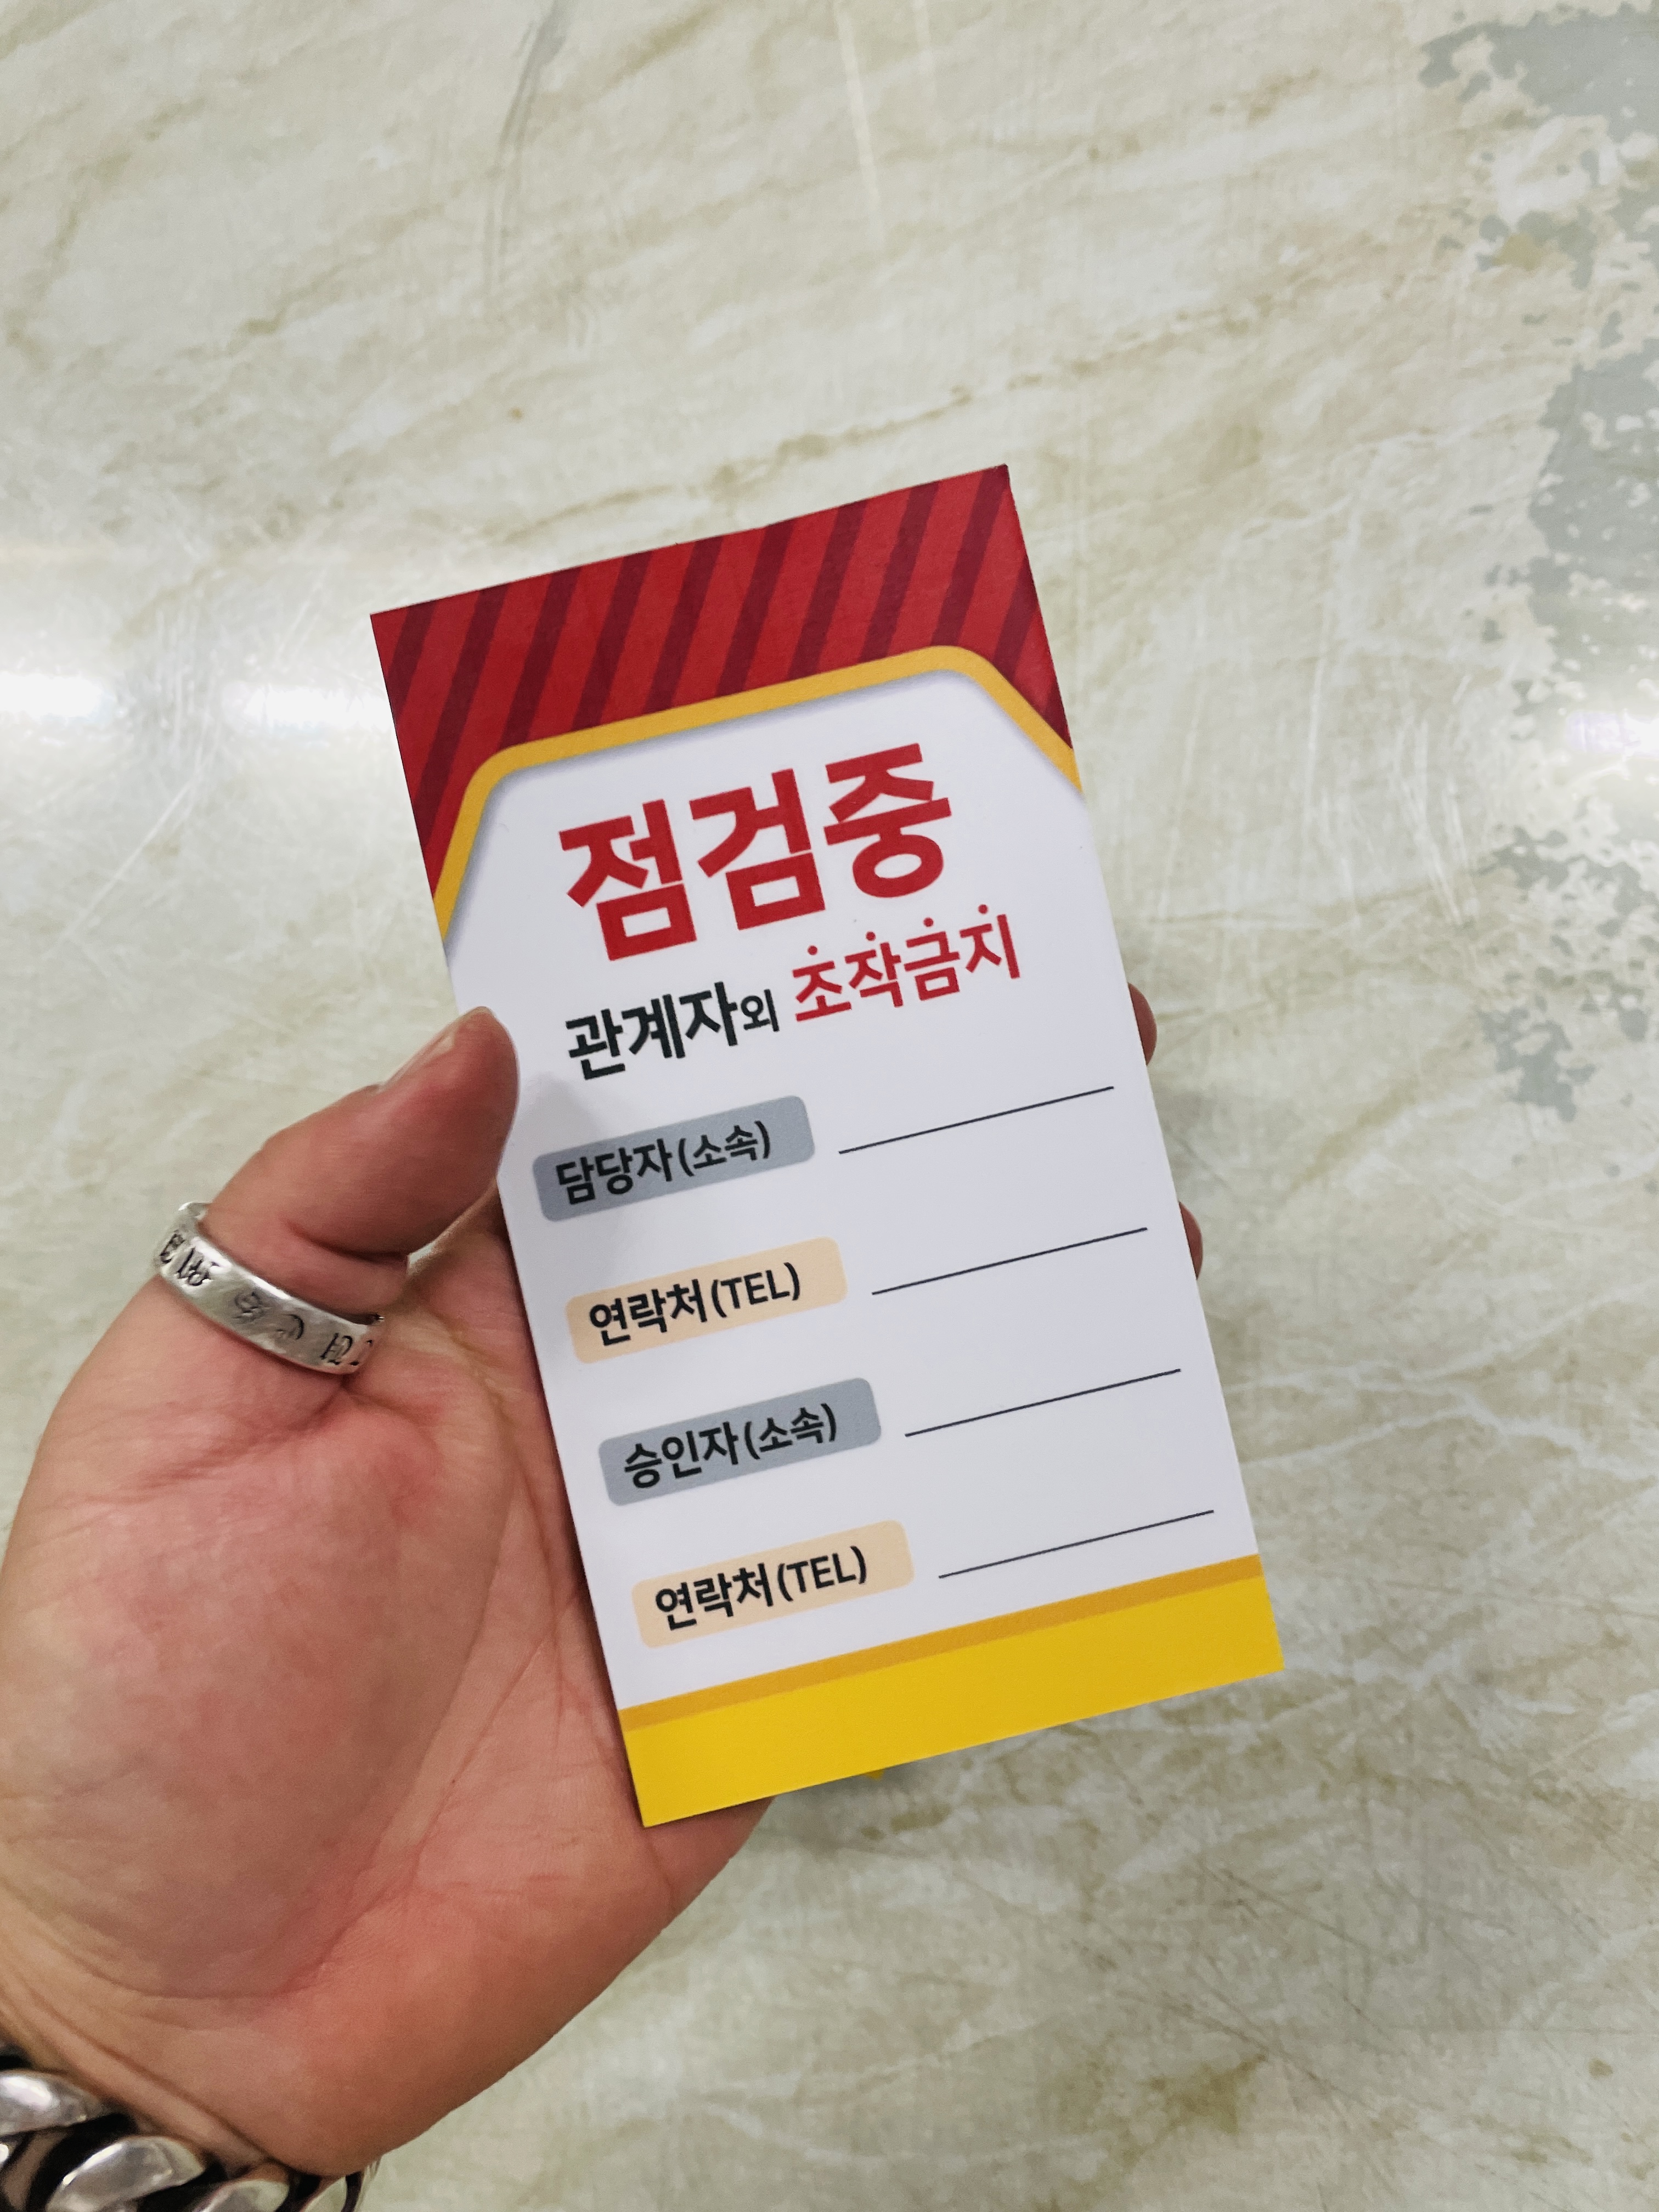 점검중
관계자외 조작금지
담당자(소속)
연락처(TEL)
승인자(소속)
연락처(TEL)